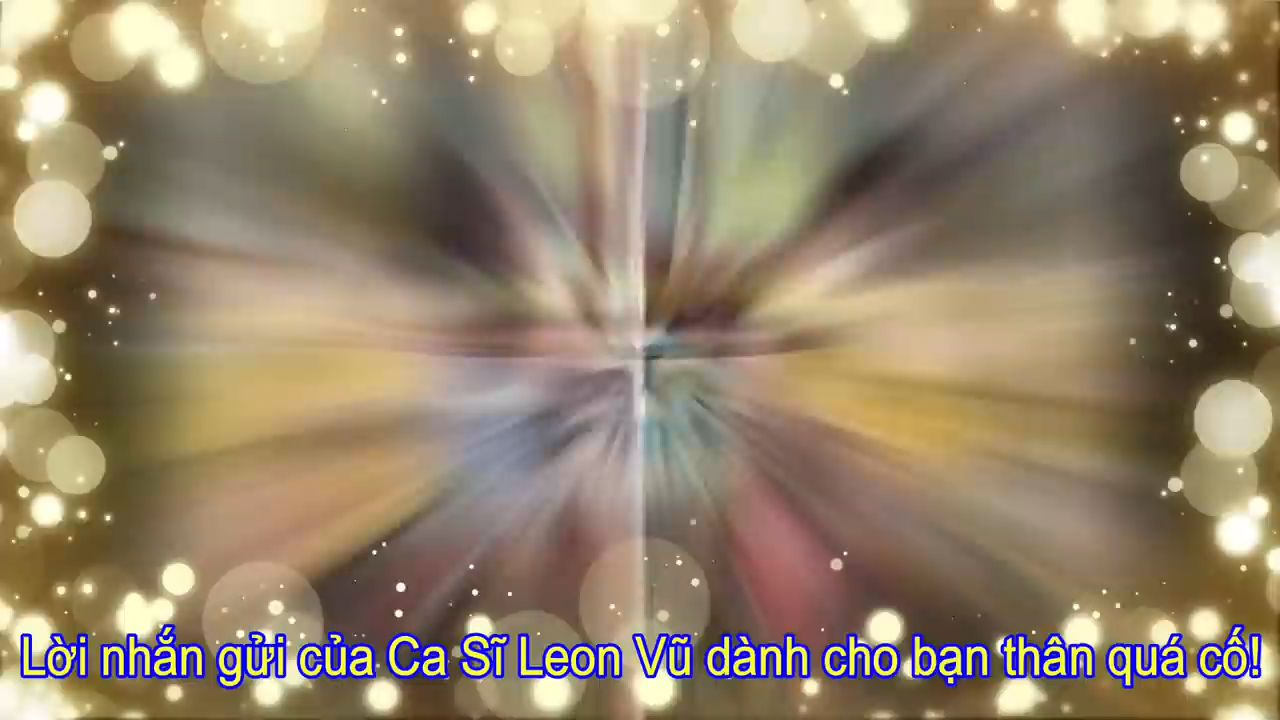 Lời nhắn gửi của Ca Sĩ Leon Vũ dành cho bạn thân quá cố!